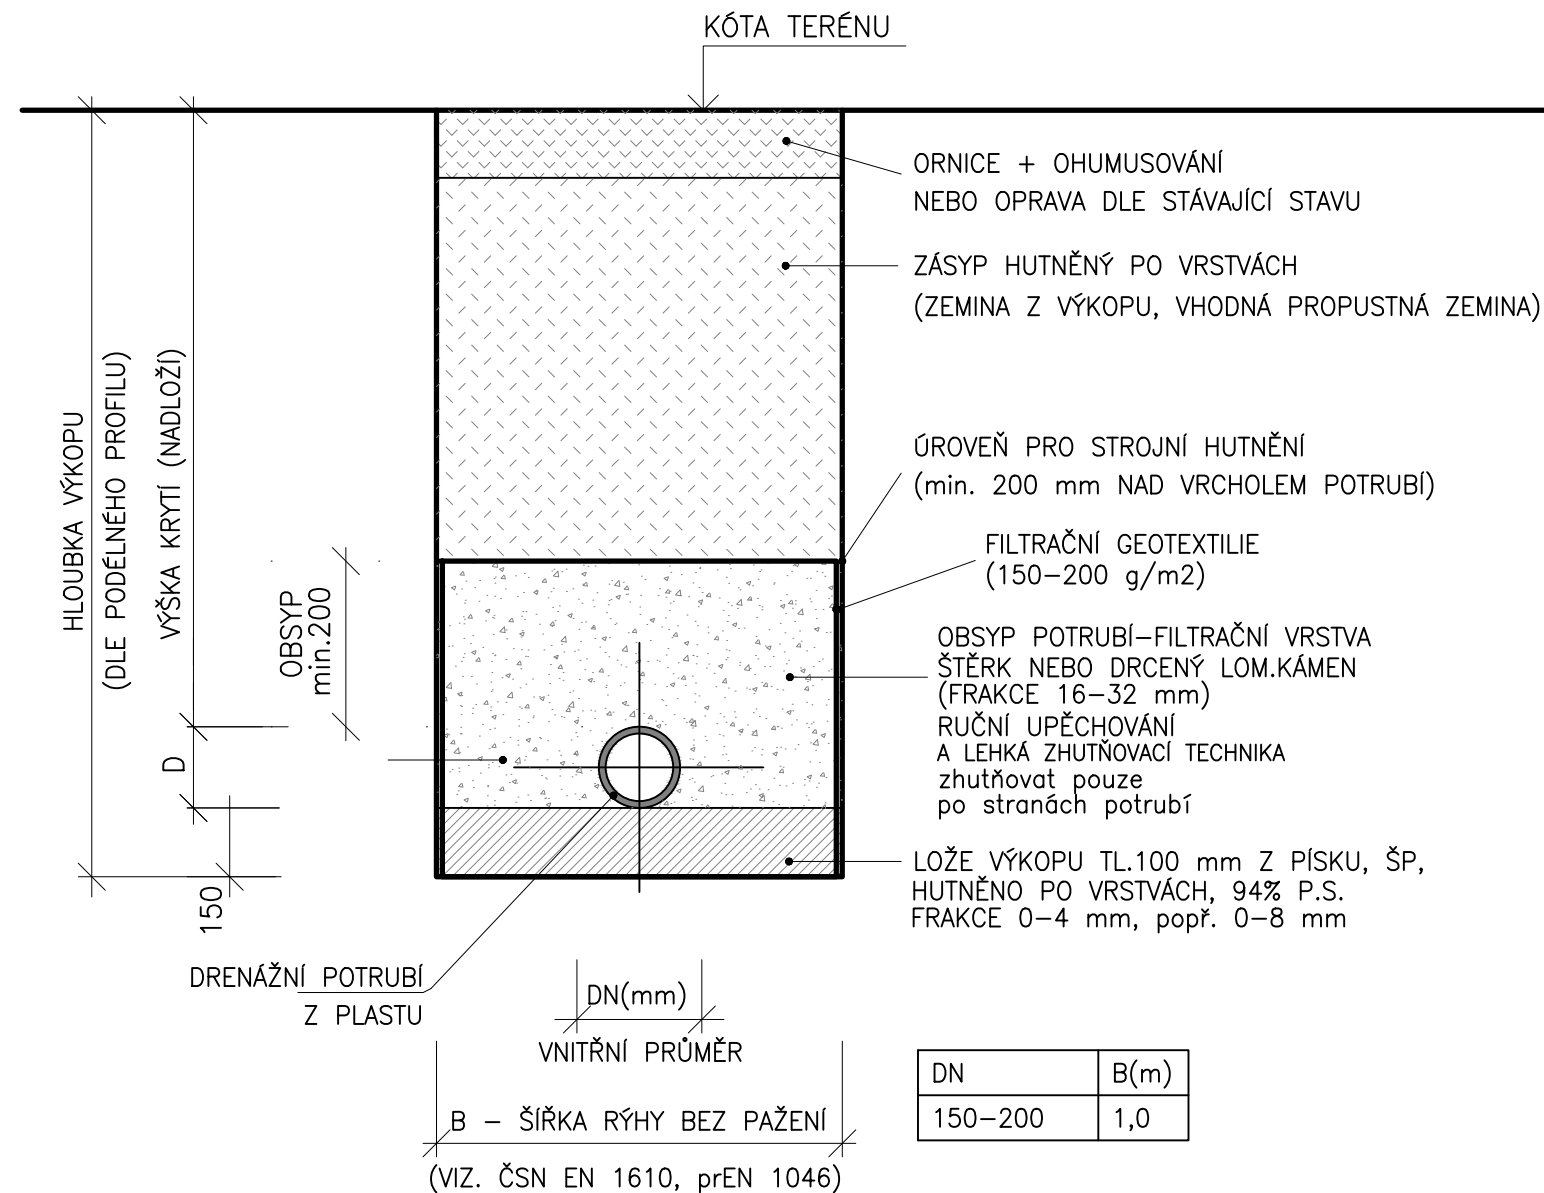 KÓTA TERÉNU
ORNICE + OHUMUSOVÁNÍ
NEBO OPRAVA DLE STÁVAJÍCÍ STAVU
ZÁSYP HUTNĚNÝ PO VRSTVÁCH
(ZEMINA Z VÝKOPU, VHODNÁ PROPUSTNÁ ZEMINA)
HLOUBKA VÝKOPU
(DLE PODÉLNÉHO PROFILU)
VÝŠKA KRYTÍ (NADLOŽÍ)
ÚROVEŇ PRO STROJNÍ HUTNĚNÍ
(min. 200 mm NAD VRCHOLEM POTRUBÍ)
FILTRAČNÍ GEOTEXTILIE
(150-200 g/m2)
OBSYP
min.200
OBSYP POTRUBÍ-FILTRAČNÍ VRSTVA
ŠTĚRK NEBO DRCENÝ LOM.KÁMEN
(FRAKCE 16-32 mm)
RUČNÍ UPĚCHOVÁNÍ
A LEHKÁ ZHUTŇOVACÍ TECHNIKA
zhutňovat pouze
po stranách potrubí
D
150
LOŽE VÝKOPU TL.100 mm Z PÍSKU, ŠP,
HUTNĚNO PO VRSTVÁCH, 94% P.S.
FRAKCE 0-4 mm, popř. 0-8 mm
DRENÁŽNÍ POTRUBÍ
Z PLASTU
DN(mm)
VNITŘNÍ PRŮMĚR
B - ŠÍŘKA RÝHY BEZ PAŽENÍ
(VIZ. ČSN EN 1610, prEN 1046)
DN B(m)
150-200 1,0